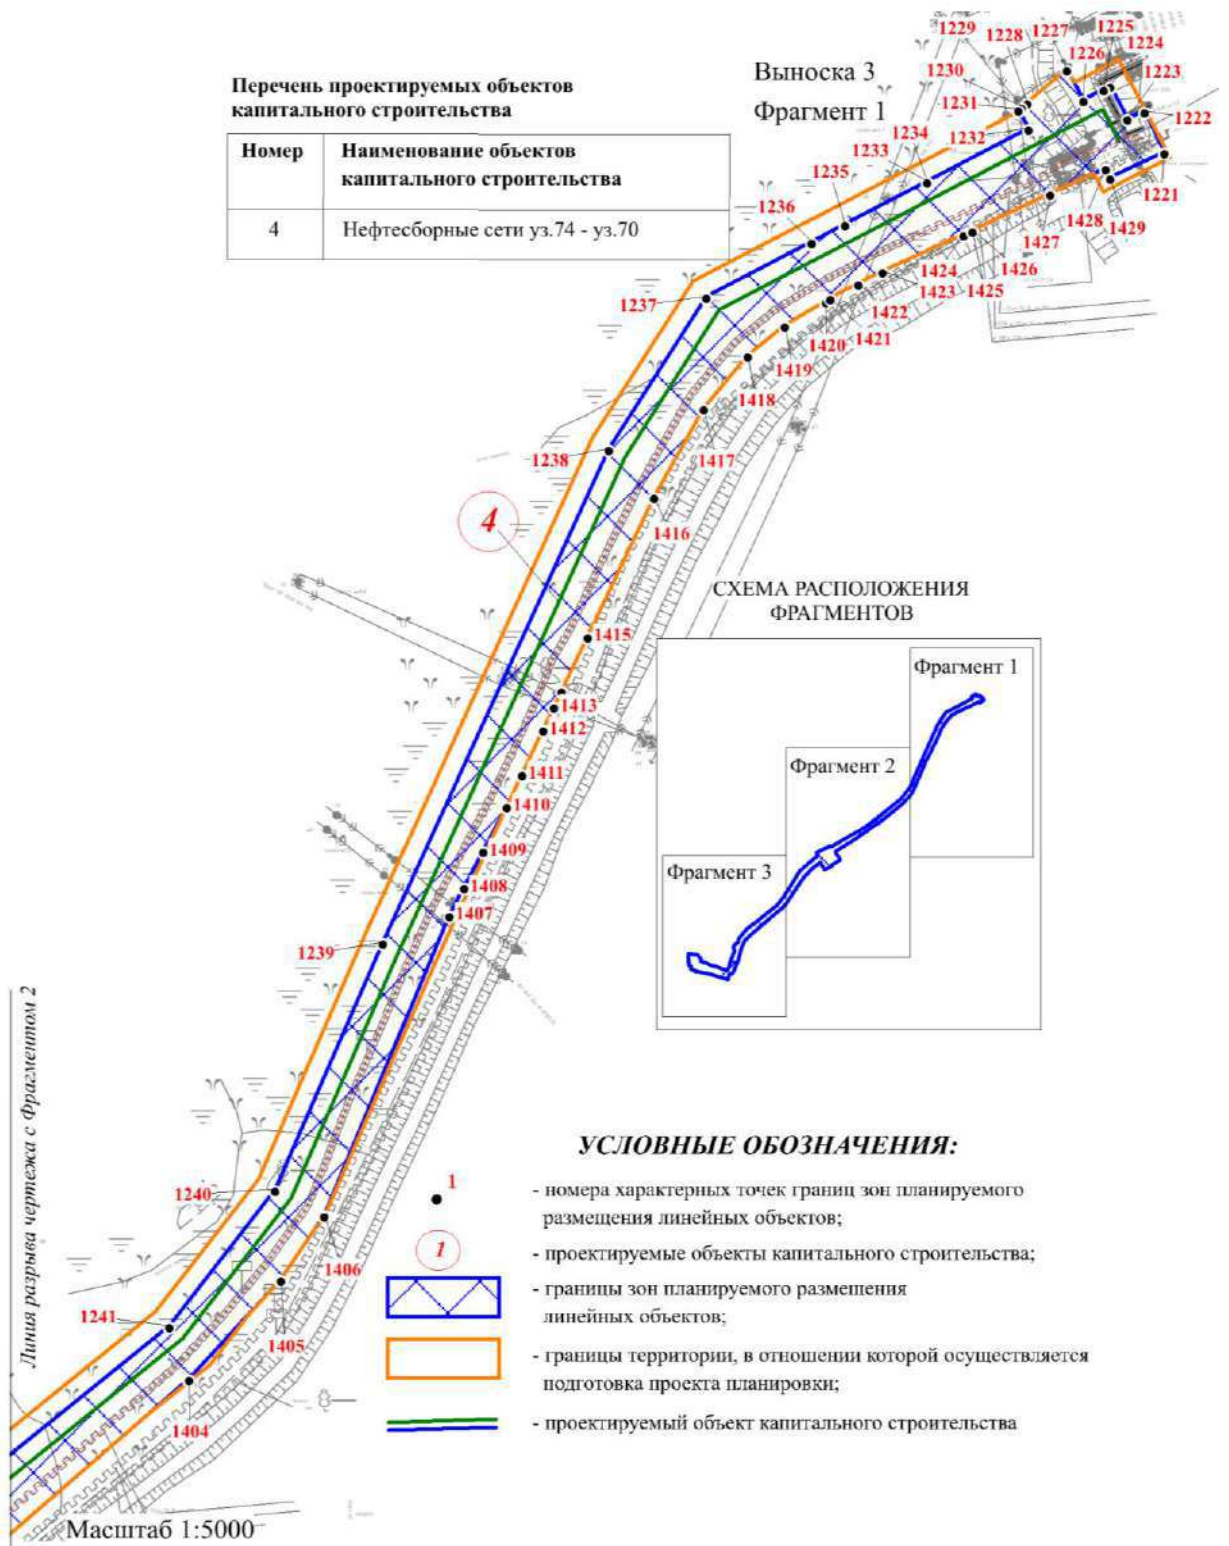 Выноска 3
Фрагмент 1
Перечень проектируемых объектов
капитального строительства
Номер
Наименование объектов
капитального строительства
4
Нефтесборные сети уз.74 - уз.70
1229
1228
1227
1225
1226
1224
1223
1222
1221
1230
1231
1232
1234
1233
1235
1236
1237
1238
1239
1240
1241
1428
1429
1427
1426
1425
1424
1423
1422
1421
1420
1419
1418
1417
1416
1415
1413
1412
1411
1410
1409
1408
1407
1406
1405
1404
4
СХЕМА РАСПОЛОЖЕНИЯ
ФРАГМЕНТОВ
Фрагмент 1
Фрагмент 2
Фрагмент 3
Линия разрыва чертежа с Фрагментом 2
УСЛОВНЫЕ ОБОЗНАЧЕНИЯ:
1
- номера характерных точек границ зон планируемого
размещения линейных объектов;
1
- проектируемые объекты капитального строительства;
- границы зон планируемого размещения
линейных объектов;
- границы территории, в отношении которой осуществляется
подготовка проекта планировки;
- проектируемый объект капитального строительства
Масштаб 1:5000